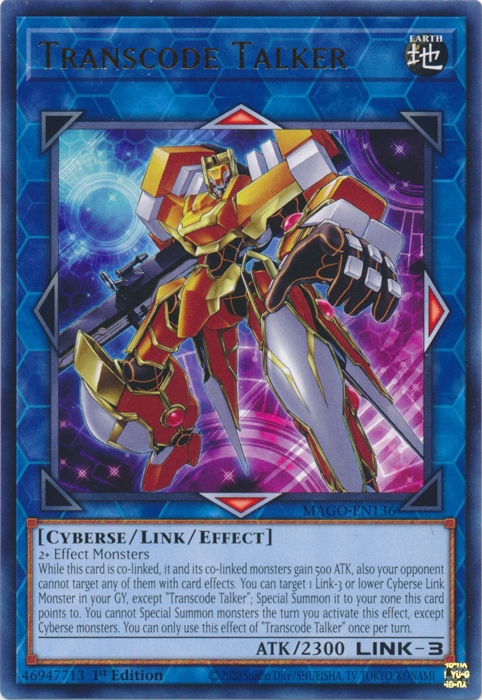 TRANSCODE TALKER
EARTH
地
MAGO-EN136
[CYBERSE/LINK/EFFECT]
2+ Effect Monsters
While this card is co-linked, it and its co-linked monsters gain 500 ATK, also your opponent
cannot target any of them with card effects. You can target 1 Link-3 or lower Cyberse Link
Monster in your GY, except "Transcode Talker"; Special Summon it to your zone this card
points to. You cannot Special Summon monsters the turn you activate this effect, except
Cyberse monsters. You can only use this effect of "Transcode Talker" once per turn.
ATK/2300 LINK-3
46947713 1st Edition
©2020 Studio Dice/SHUEISHA, TV TOKYO, KONAMI